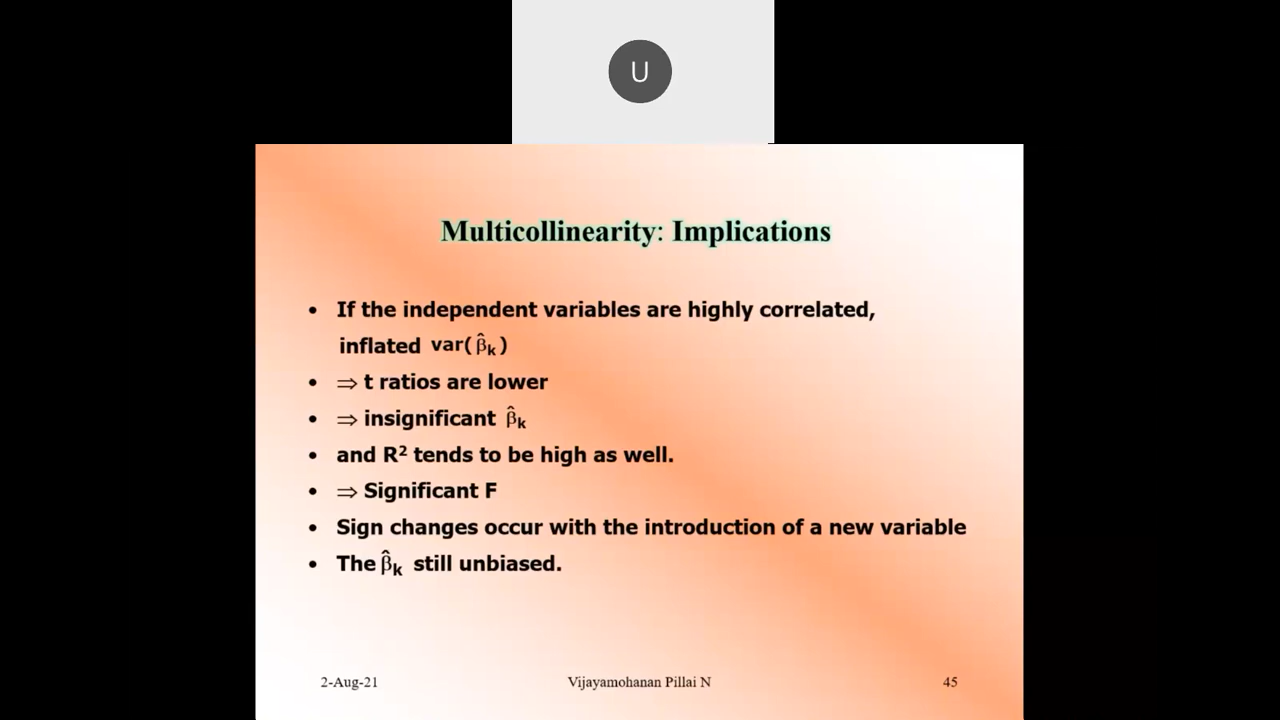 U
Multicollinearity: Implications
• If the independent variables are highly correlated,
inflated var(β̂k)
• ⇒ t ratios are lower
• ⇒ insignificant β̂k
• and R² tends to be high as well.
• ⇒ Significant F
• Sign changes occur with the introduction of a new variable
• The β̂k still unbiased.
2-Aug-21 Vijayamohanan Pillai N 45